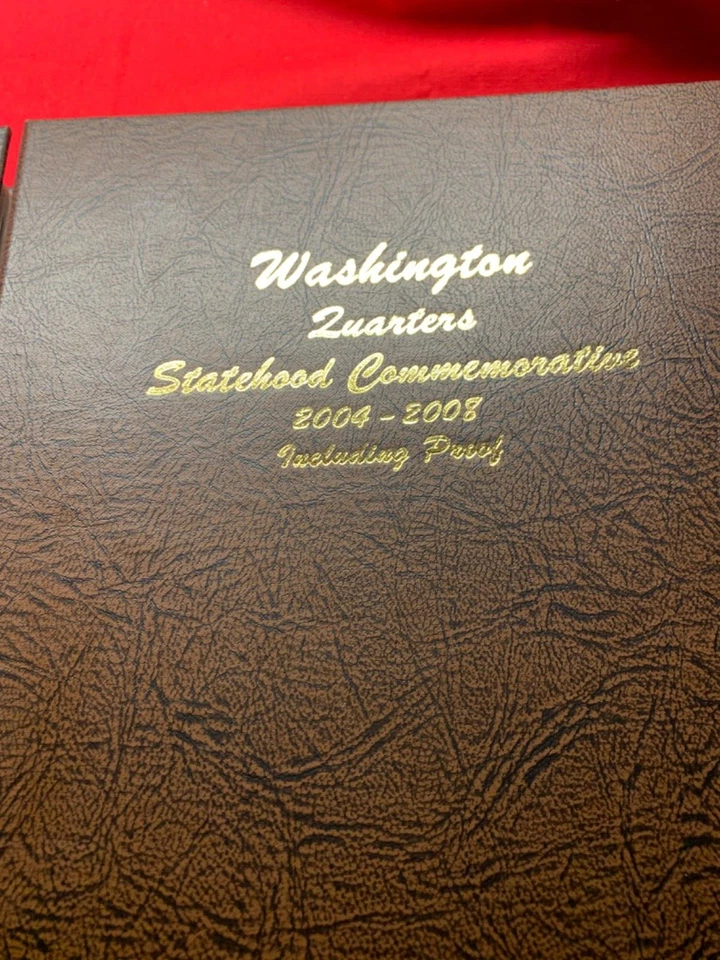 Washington
Quarters
Statehood Commemorative
2004 - 2008
Including Proof